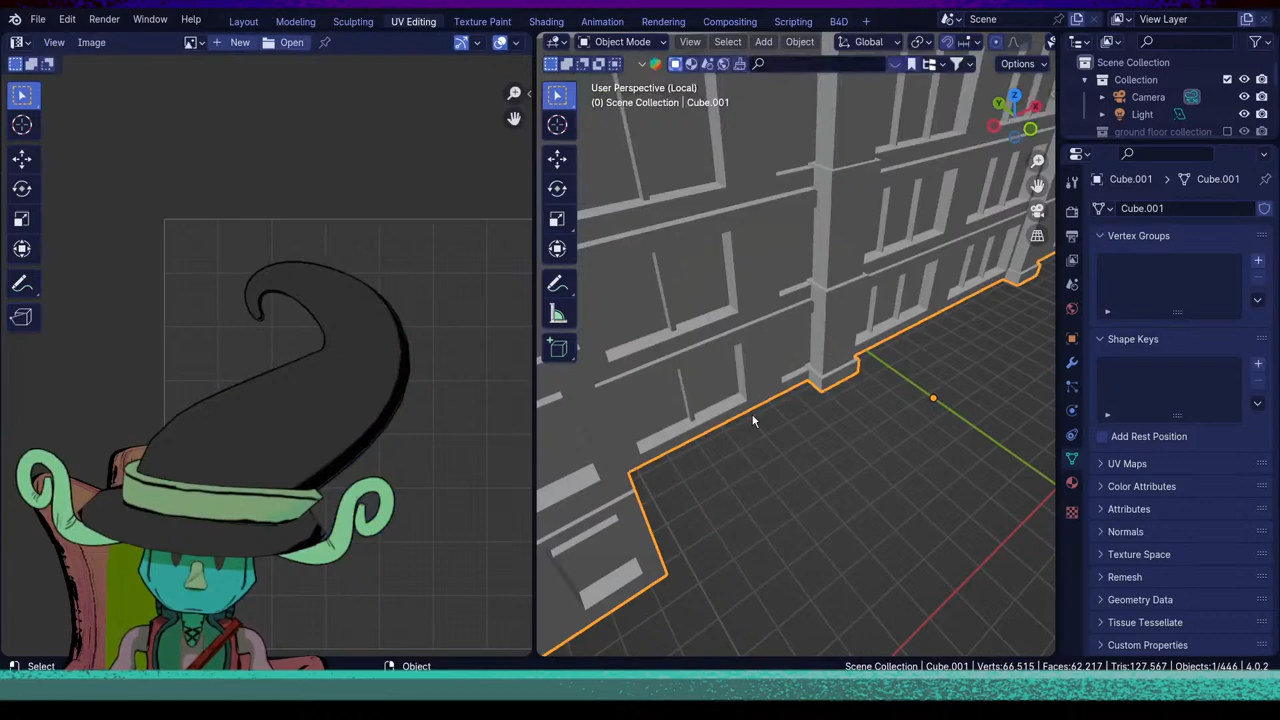 File Edit Render Window Help Layout Modeling Sculpting UV Editing Texture Paint Shading Animation Rendering Compositing Scripting B4D + Scene View Layer
View Image New Open Object Mode View Select Add Object Global
Options
User Perspective (Local)
(0) Scene Collection | Cube.001
Z
Y
X
Scene Collection
Collection
Camera
Light
ground floor collection
Cube.001 > Cube.001
Cube.001
Vertex Groups
Shape Keys
Add Rest Position
UV Maps
Color Attributes
Attributes
Normals
Texture Space
Remesh
Geometry Data
Tissue Tessellate
Custom Properties
Select Object Scene Collection | Cube.001 | Verts:66,515 | Faces:62,217 | Tris:127,567 | Objects:1/446 | 4.0.2